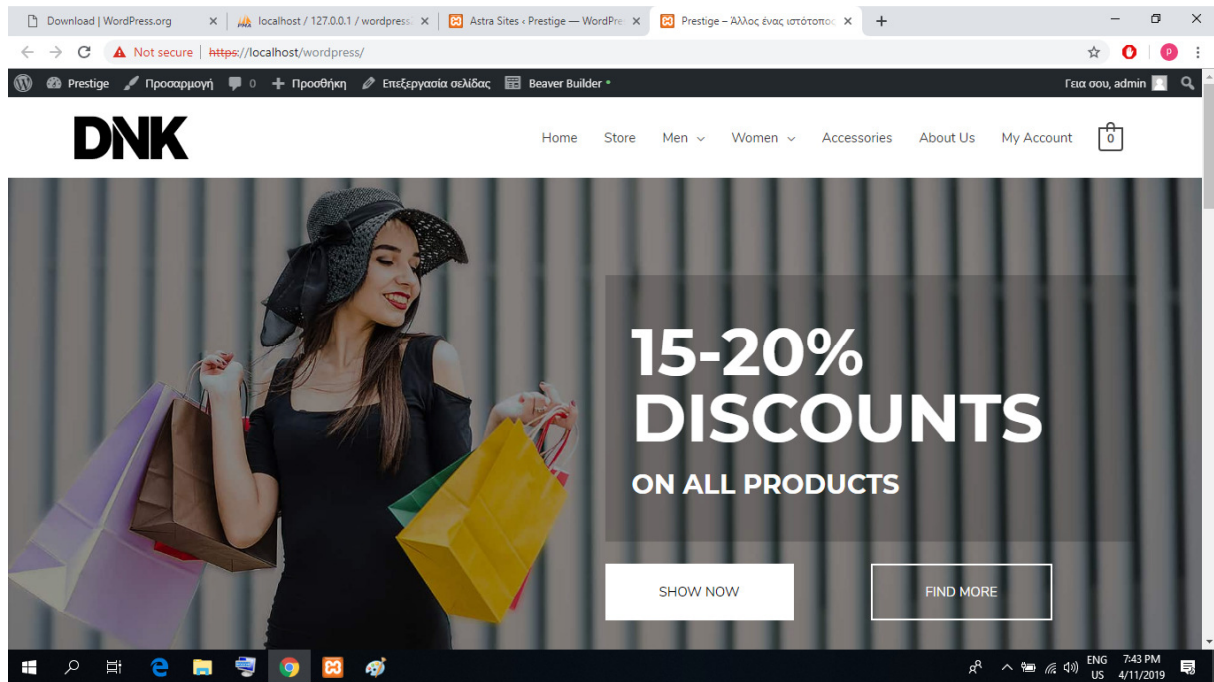 Download | WordPress.org
localhost / 127.0.0.1 / wordpress
Astra Sites ‹ Prestige — WordPre
Prestige – Άλλος ένας ιστότοπος
Not secure | https://localhost/wordpress/
Prestige Προσαρμογή 0 Προσθήκη Επεξεργασία σελίδας Beaver Builder
Γεια σου, admin
DNK
Home Store Men Women Accessories About Us My Account 0
15-20%
DISCOUNTS
ON ALL PRODUCTS
SHOW NOW
FIND MORE
ENG
US
7:43 PM
4/11/2019